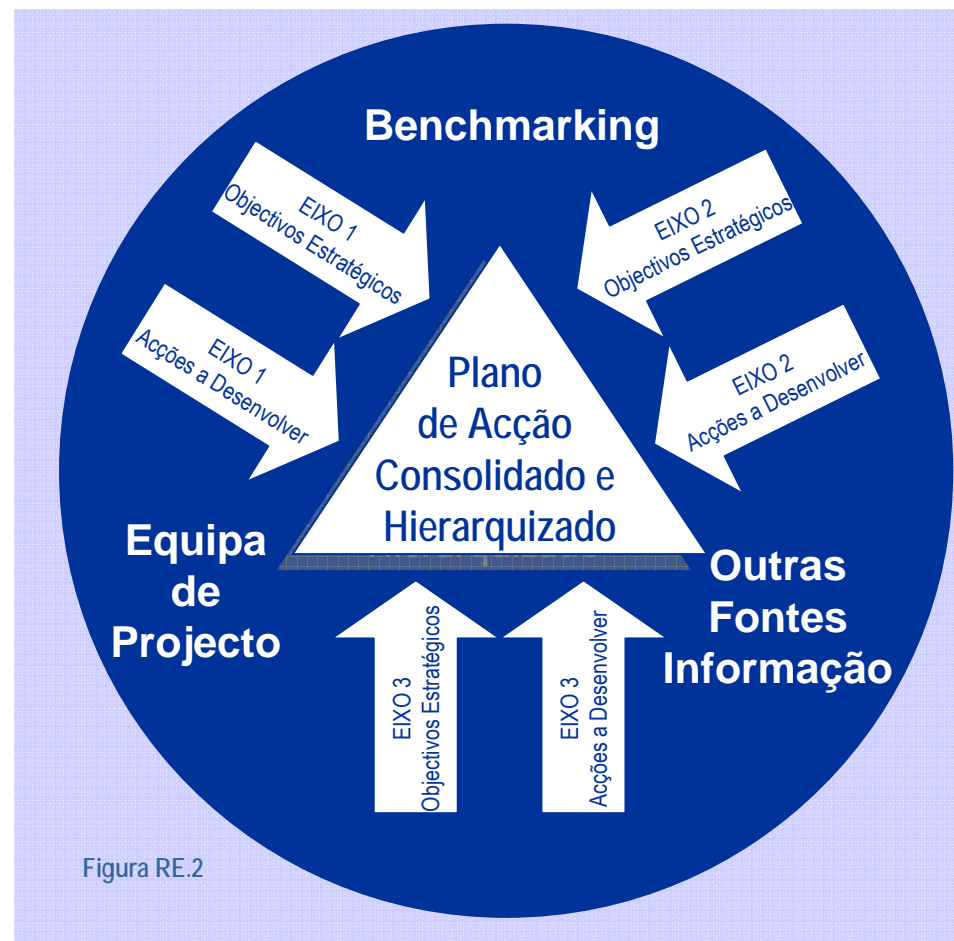 Benchmarking
EIXO 1
Objectivos Estratégicos
EIXO 2
Objectivos Estratégicos
EIXO 1
Acções a Desenvolver
EIXO 2
Acções a Desenvolver
Plano
de Acção
Consolidado e
Hierarquizado
Equipa
de
Projecto
Outras
Fontes
Informação
EIXO 3
Objectivos Estratégicos
EIXO 3
Acções a Desenvolver
Figura RE.2